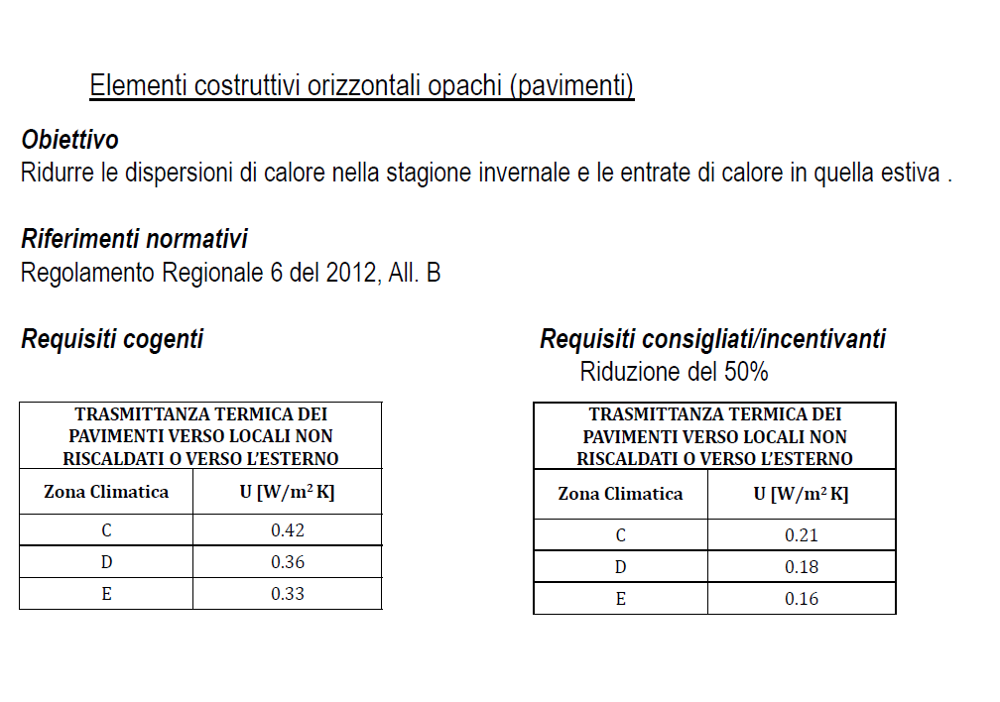 Elementi costruttivi orizzontali opachi (pavimenti)
Obiettivo
Ridurre le dispersioni di calore nella stagione invernale e le entrate di calore in quella estiva .
Riferimenti normativi
Regolamento Regionale 6 del 2012, All. B
Requisiti cogenti
TRASMITTANZA TERMICA DEI
PAVIMENTI VERSO LOCALI NON
RISCALDATI O VERSO L’ESTERNO
Zona Climatica U [W/m² K]
C 0.42
D 0.36
E 0.33
Requisiti consigliati/incentivanti
Riduzione del 50%
TRASMITTANZA TERMICA DEI
PAVIMENTI VERSO LOCALI NON
RISCALDATI O VERSO L’ESTERNO
Zona Climatica U [W/m² K]
C 0.21
D 0.18
E 0.16